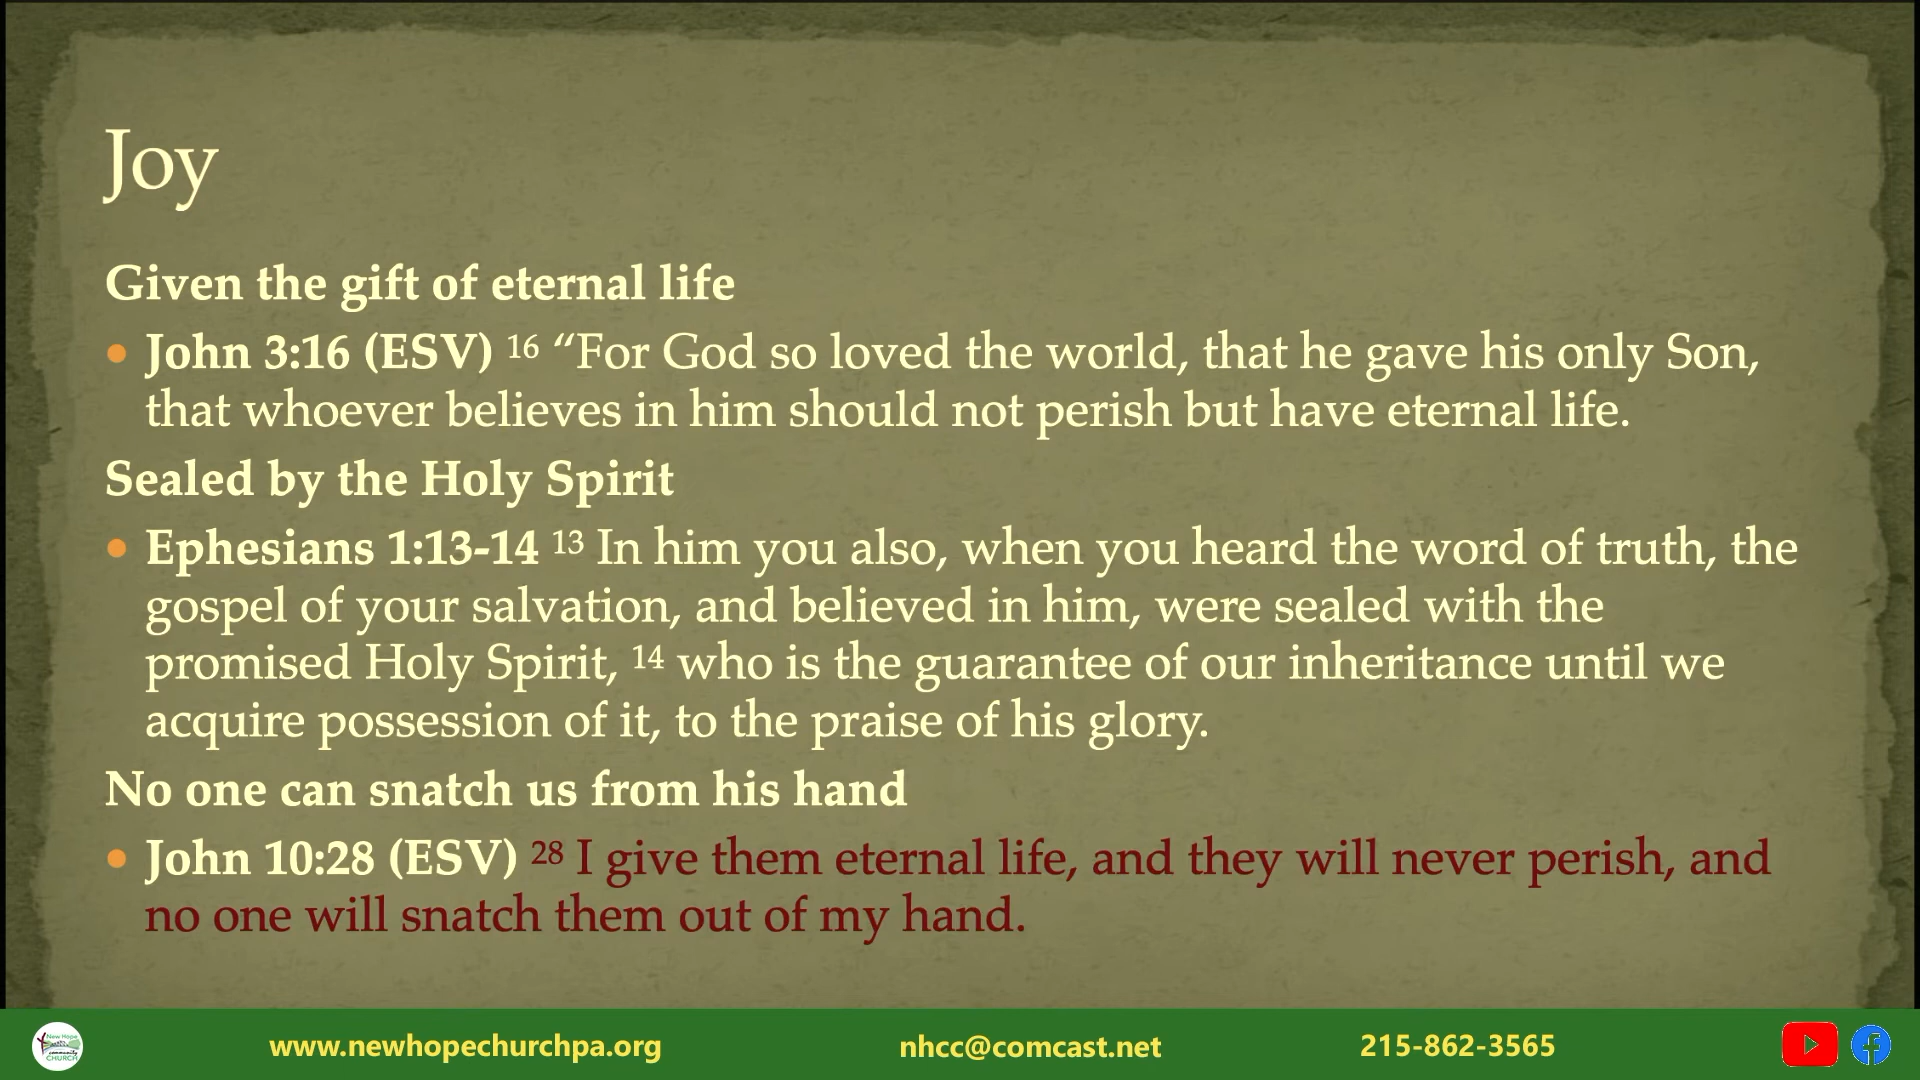 Joy
Given the gift of eternal life
• John 3:16 (ESV) 16 “For God so loved the world, that he gave his only Son,
that whoever believes in him should not perish but have eternal life.
Sealed by the Holy Spirit
• Ephesians 1:13-14 13 In him you also, when you heard the word of truth, the
gospel of your salvation, and believed in him, were sealed with the
promised Holy Spirit, 14 who is the guarantee of our inheritance until we
acquire possession of it, to the praise of his glory.
No one can snatch us from his hand
• John 10:28 (ESV) 28 I give them eternal life, and they will never perish, and
no one will snatch them out of my hand.
New Hope
community
CHURCH
www.newhopechurchpa.org
nhcc@comcast.net
215-862-3565